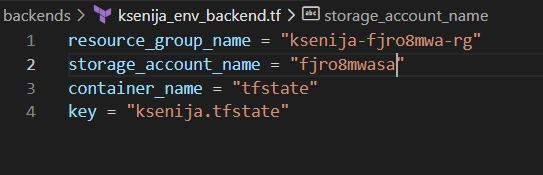 backends > ksenija_env_backend.tf > abc storage_account_name
1 resource_group_name = "ksenija-fjro8mwa-rg"
2 storage_account_name = "fjro8mwasa"
3 container_name = "tfstate"
4 key = "ksenija.tfstate"